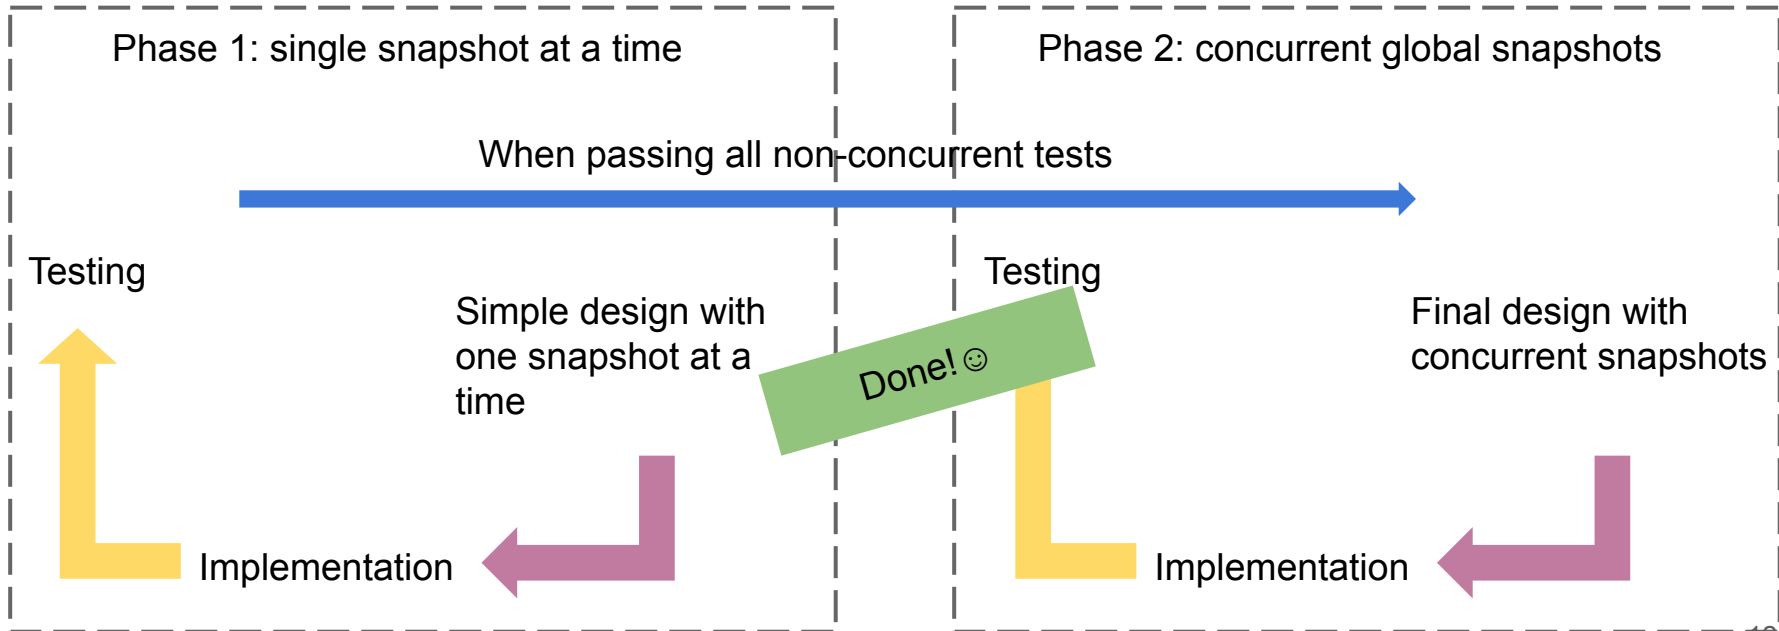 Phase 1: single snapshot at a time
Phase 2: concurrent global snapshots
When passing all non-concurrent tests
Testing
Simple design with
one snapshot at a
time
Implementation
Done!☺
Testing
Final design with
concurrent snapshots
Implementation